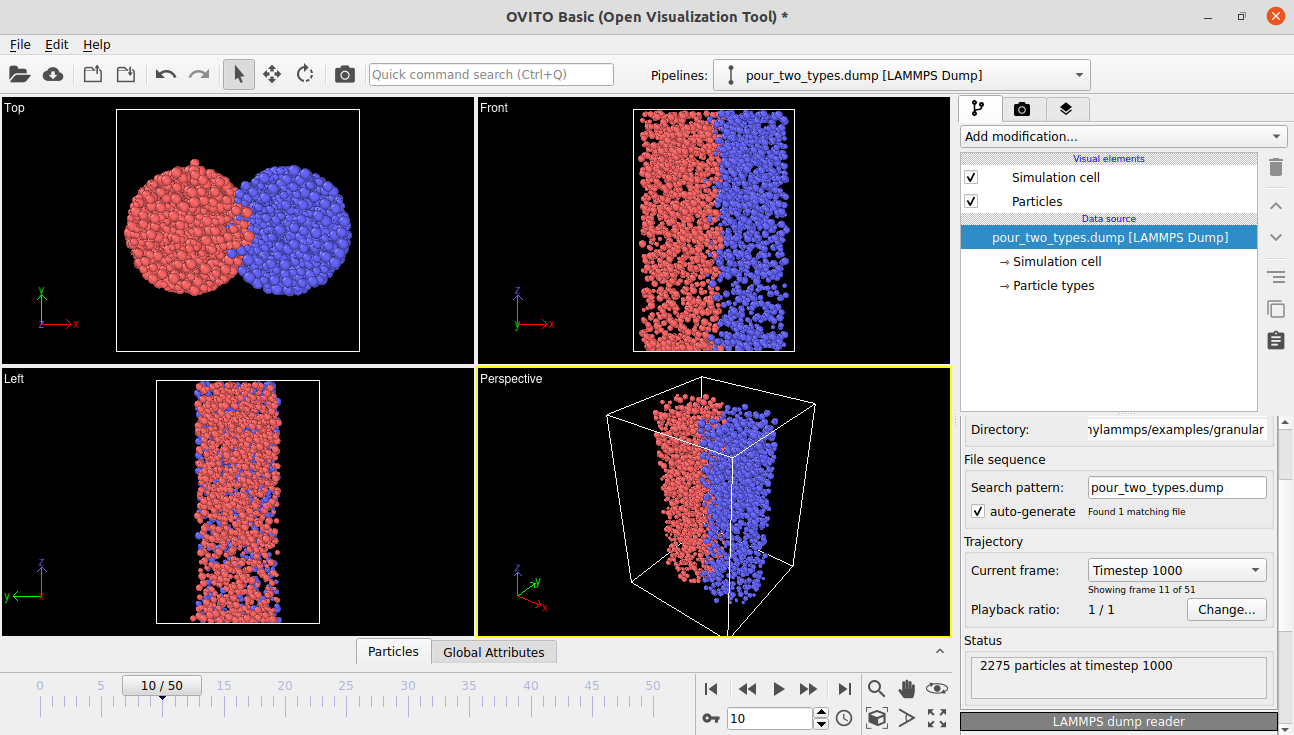 OVITO Basic (Open Visualization Tool) *
File Edit Help
Quick command search (Ctrl+Q)
Pipelines: pour_two_types.dump [LAMMPS Dump]
Top
y
z
x
Front
z
y
x
Left
z
y
Perspective
z
y
x
Add modification...
Visual elements
Simulation cell
Particles
Data source
pour_two_types.dump [LAMMPS Dump]
→ Simulation cell
→ Particle types
Directory: mylammps/examples/granular
File sequence
Search pattern: pour_two_types.dump
auto-generate Found 1 matching file
Trajectory
Current frame: Timestep 1000
Showing frame 11 of 51
Playback ratio: 1 / 1 Change...
Status
2275 particles at timestep 1000
LAMMPS dump reader
Particles Global Attributes
0 5 10 / 50 15 20 25 30 35 40 45 50
10